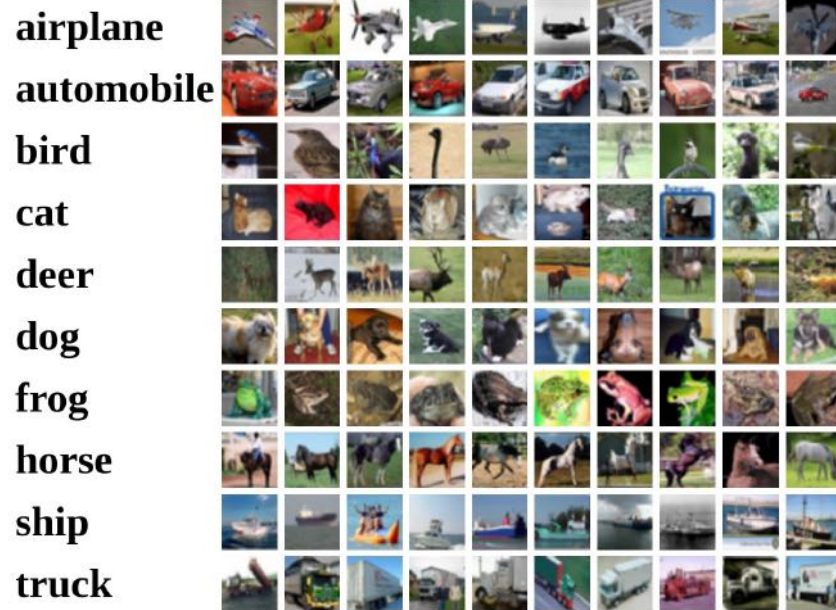 airplane
automobile
bird
cat
deer
dog
frog
horse
ship
truck